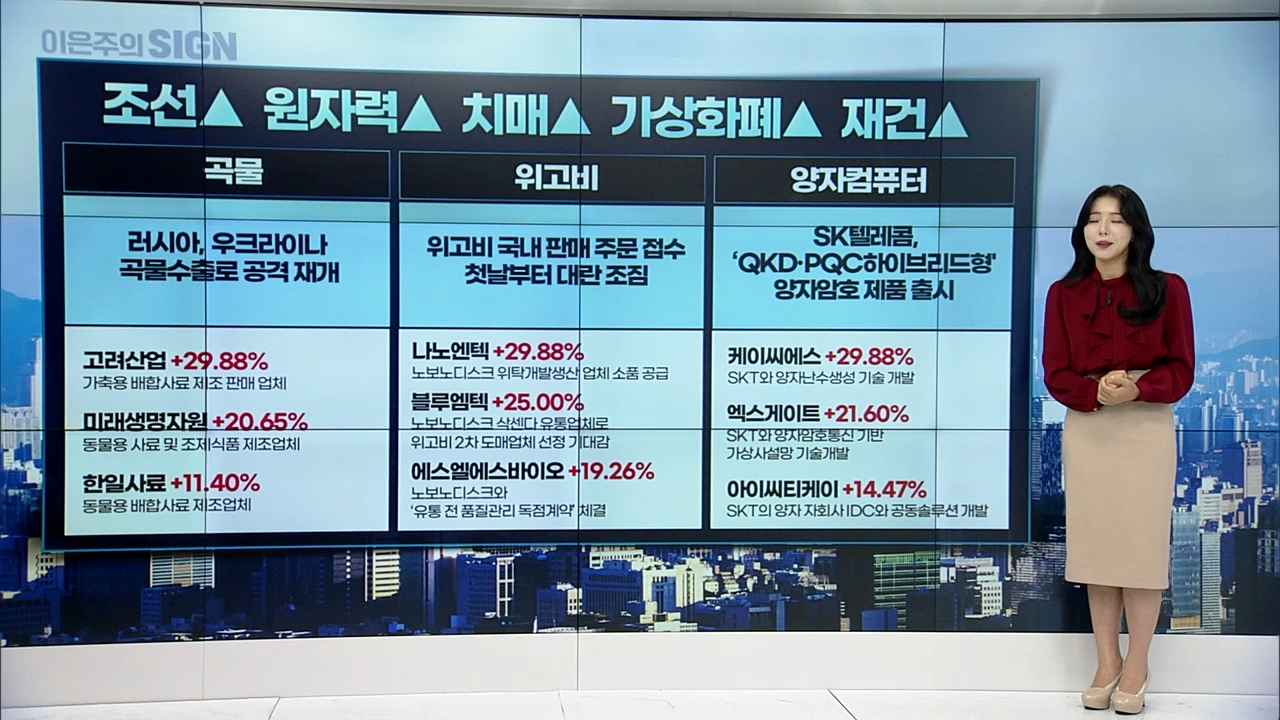 이은주의 SIGN
조선▲ 원자력▲ 치매▲ 가상화폐▲ 재건▲
곡물
러시아, 우크라이나
곡물수출로 공격 재개
고려산업 +29.88%
가축용 배합사료 제조 판매 업체
미래생명자원 +20.65%
동물용 사료 및 조제식품 제조업체
한일사료 +11.40%
동물용 배합사료 제조업체
위고비
위고비 국내 판매 주문 접수
첫날부터 대란 조짐
나노엔텍 +29.88%
노보노디스크 위탁개발생산 업체 소품 공급
블루엠텍 +25.00%
노보노디스크 삭센다 유통업체로
위고비 2차 도매업체 선정 기대감
에스엘에스바이오 +19.26%
노보노디스크와
‘유통 전 품질관리 독점계약’ 체결
양자컴퓨터
SK텔레콤,
‘QKD·PQC하이브리드형’
양자암호 제품 출시
케이씨에스 +29.88%
SKT와 양자난수생성 기술 개발
엑스게이트 +21.60%
SKT와 양자암호통신 기반
가상사설망 기술개발
아이씨티케이 +14.47%
SKT의 양자 자회사 IDC와 공동솔루션 개발